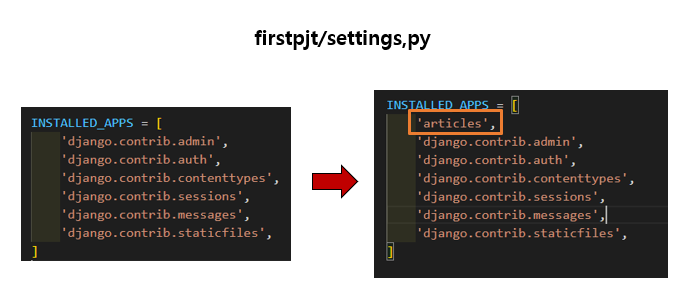 firstpjt/settings,py
INSTALLED_APPS = [
'django.contrib.admin',
'django.contrib.auth',
'django.contrib.contenttypes',
'django.contrib.sessions',
'django.contrib.messages',
'django.contrib.staticfiles',
]
INSTALLED_APPS = [
'articles',
'django.contrib.admin',
'django.contrib.auth',
'django.contrib.contenttypes',
'django.contrib.sessions',
'django.contrib.messages',
'django.contrib.staticfiles',
]